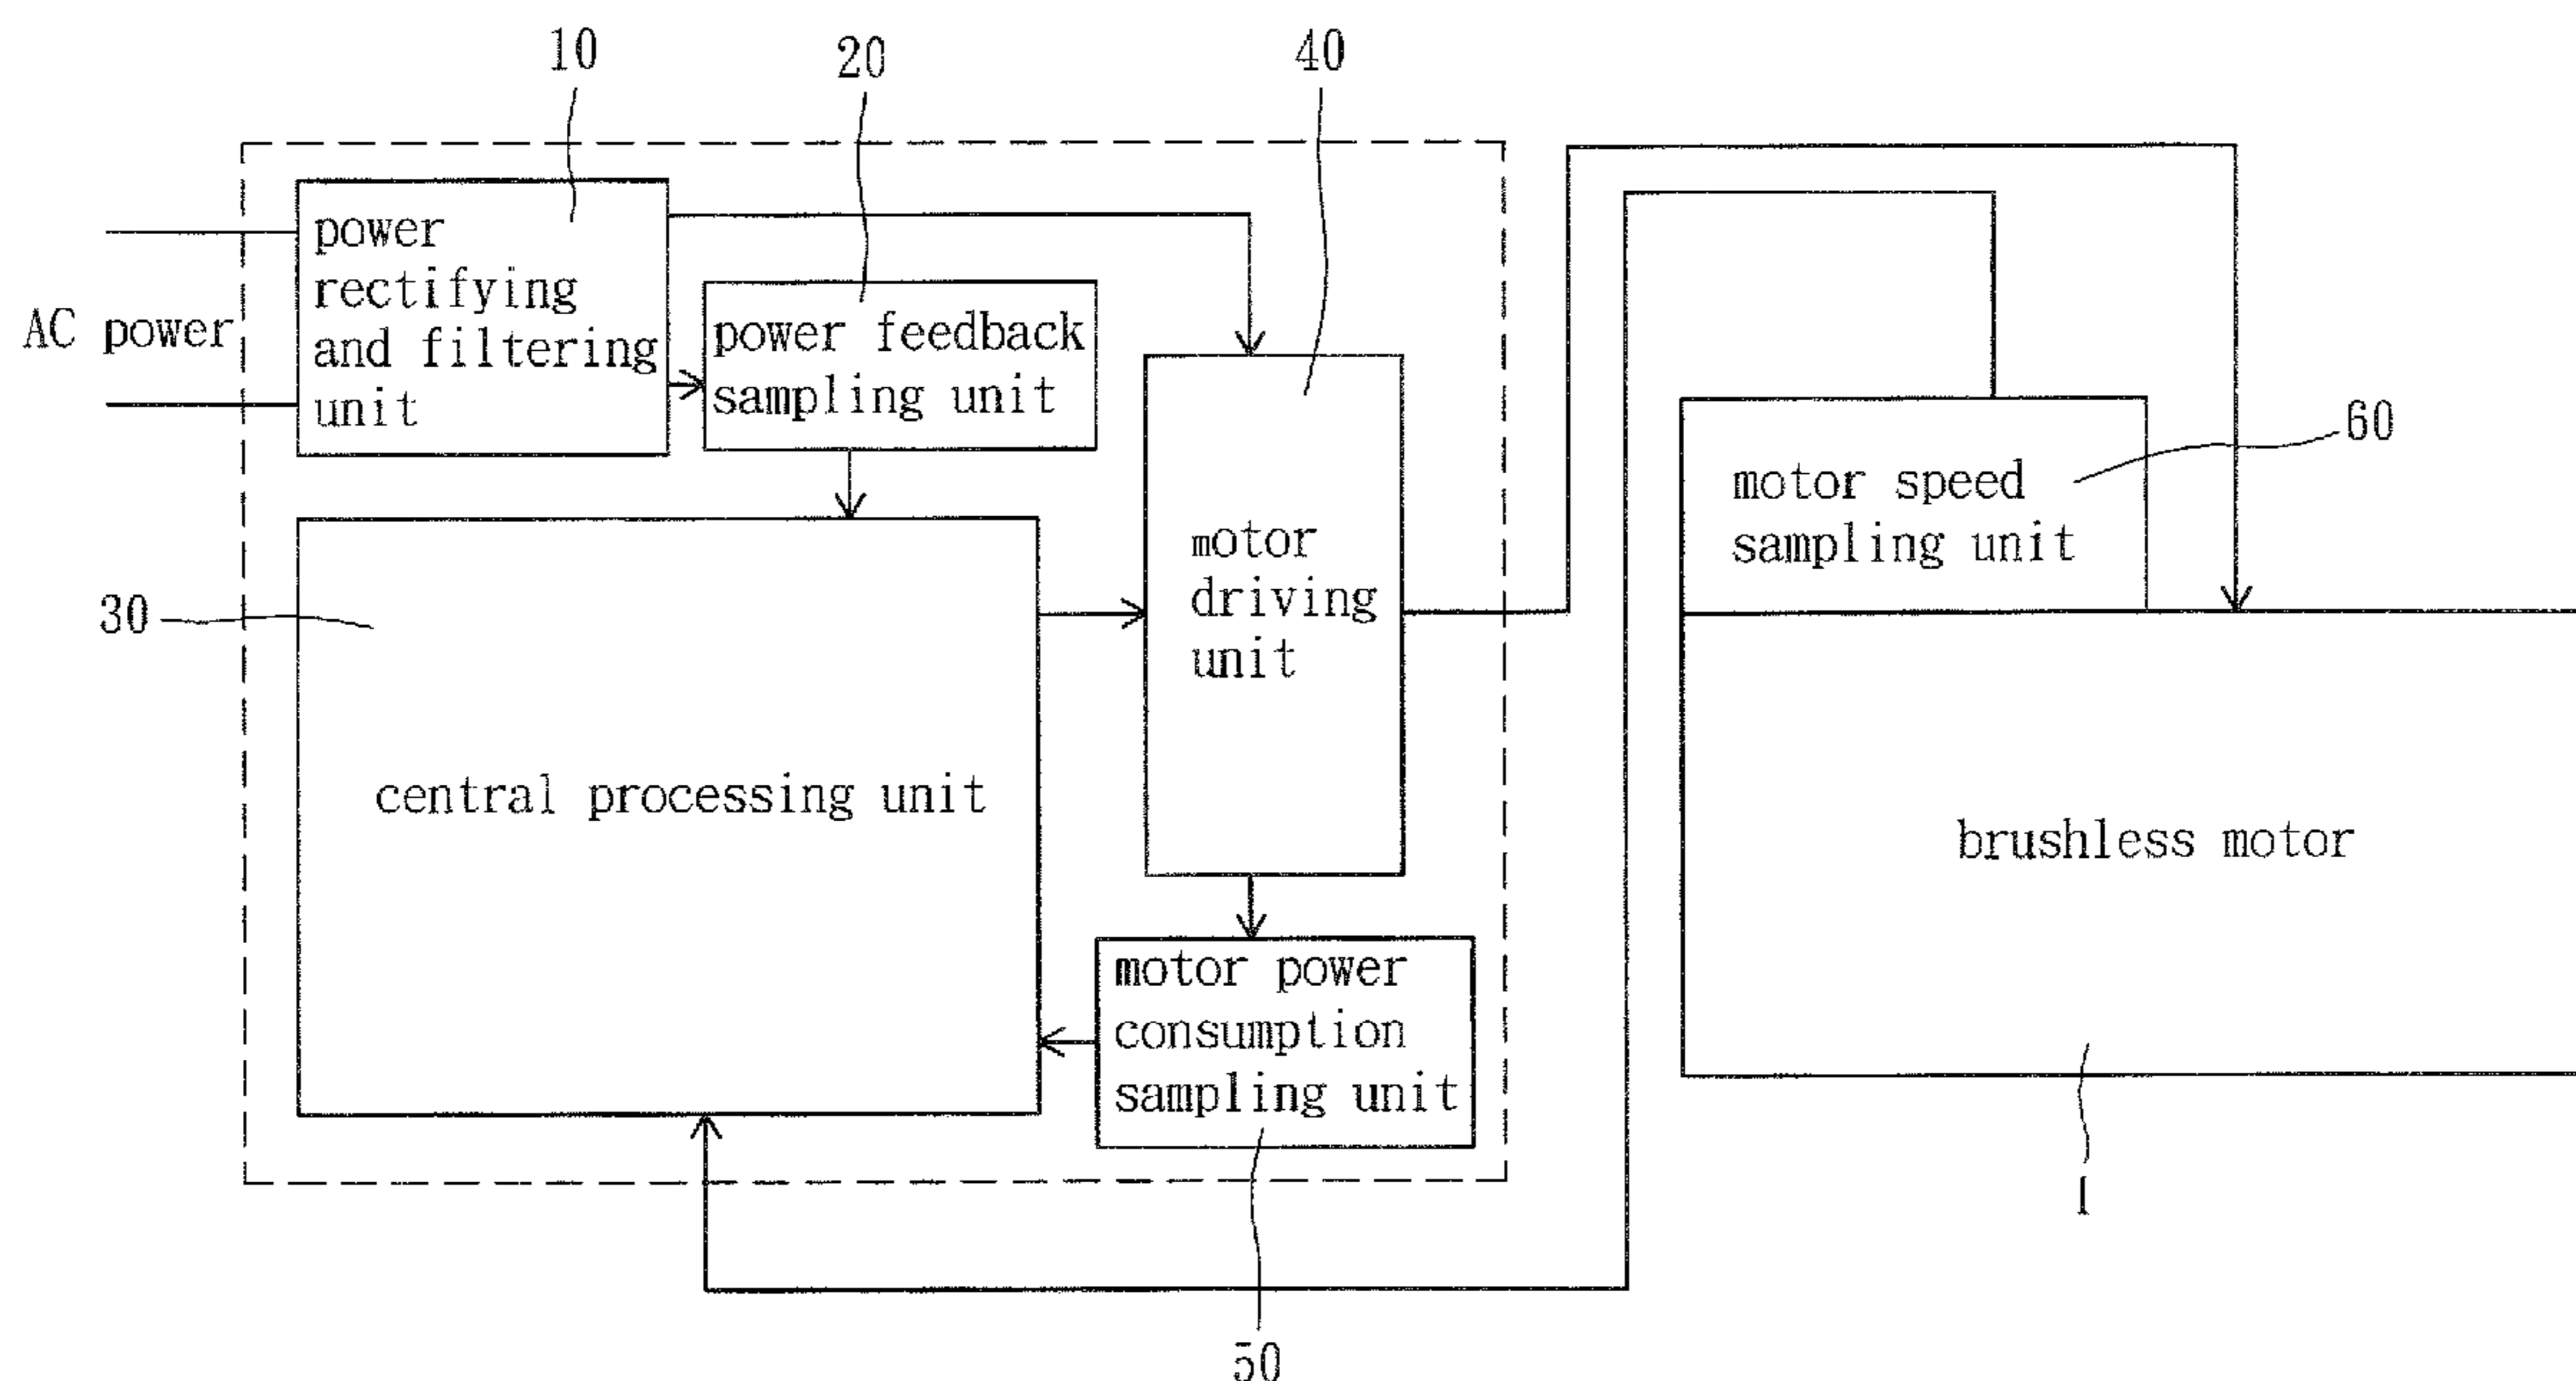 10
20
40
power
rectifying
and filtering
unit
AC power
power feedback
sampling unit
60
motor speed
sampling unit
motor
driving
unit
30
central processing unit
brushless motor
motor power
consumption
sampling unit
1
50